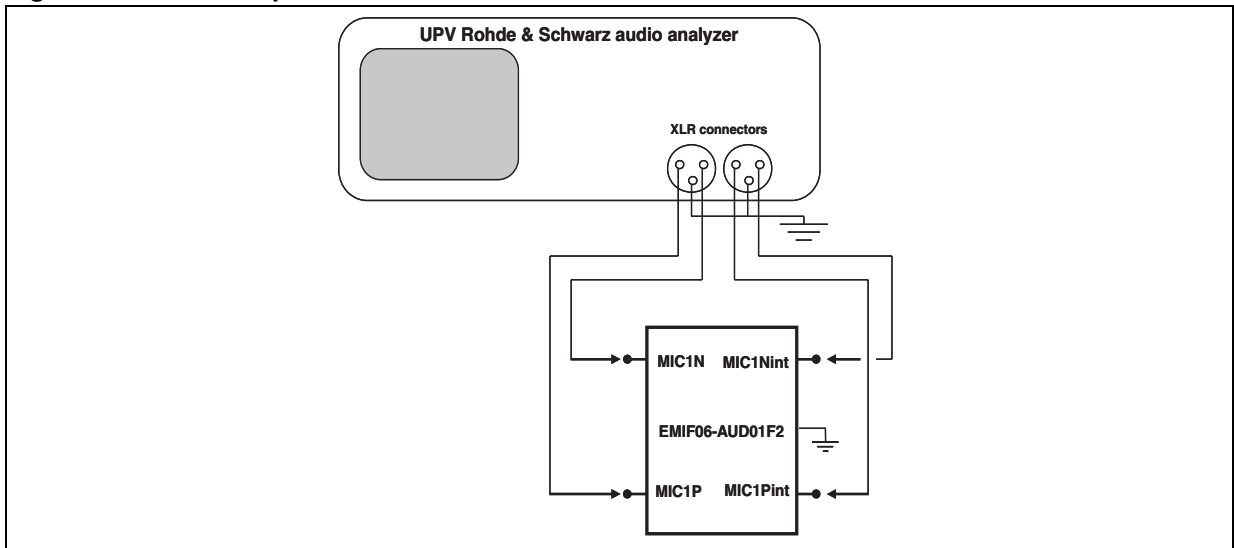 UPV Rohde & Schwarz audio analyzer
XLR connectors
MIC1N MIC1Nint
EMIF06-AUD01F2
MIC1P MIC1Pint